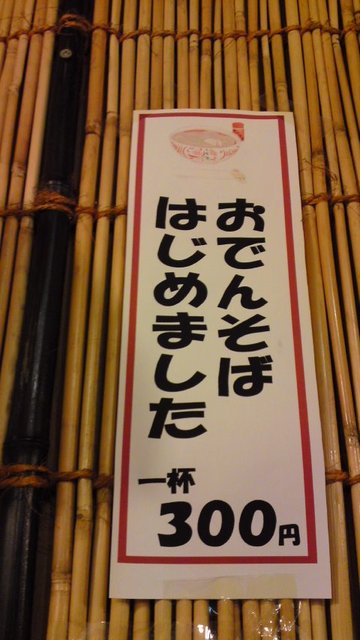 おでんそば
はじめました
一杯
300円